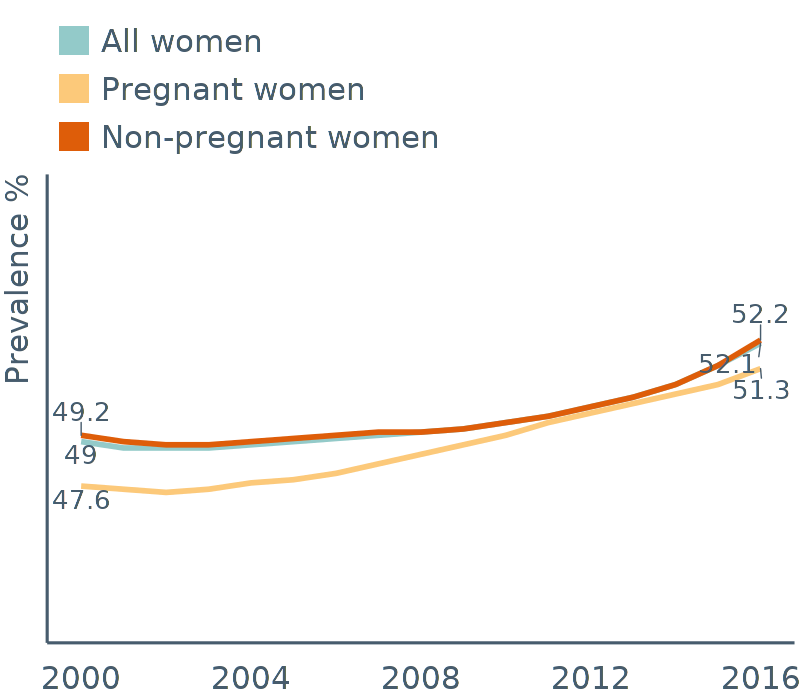 All women
Pregnant women
Non-pregnant women
Prevalence %
52.2
52.1
51.3
49.2
49
47.6
2000 2004 2008 2012 2016